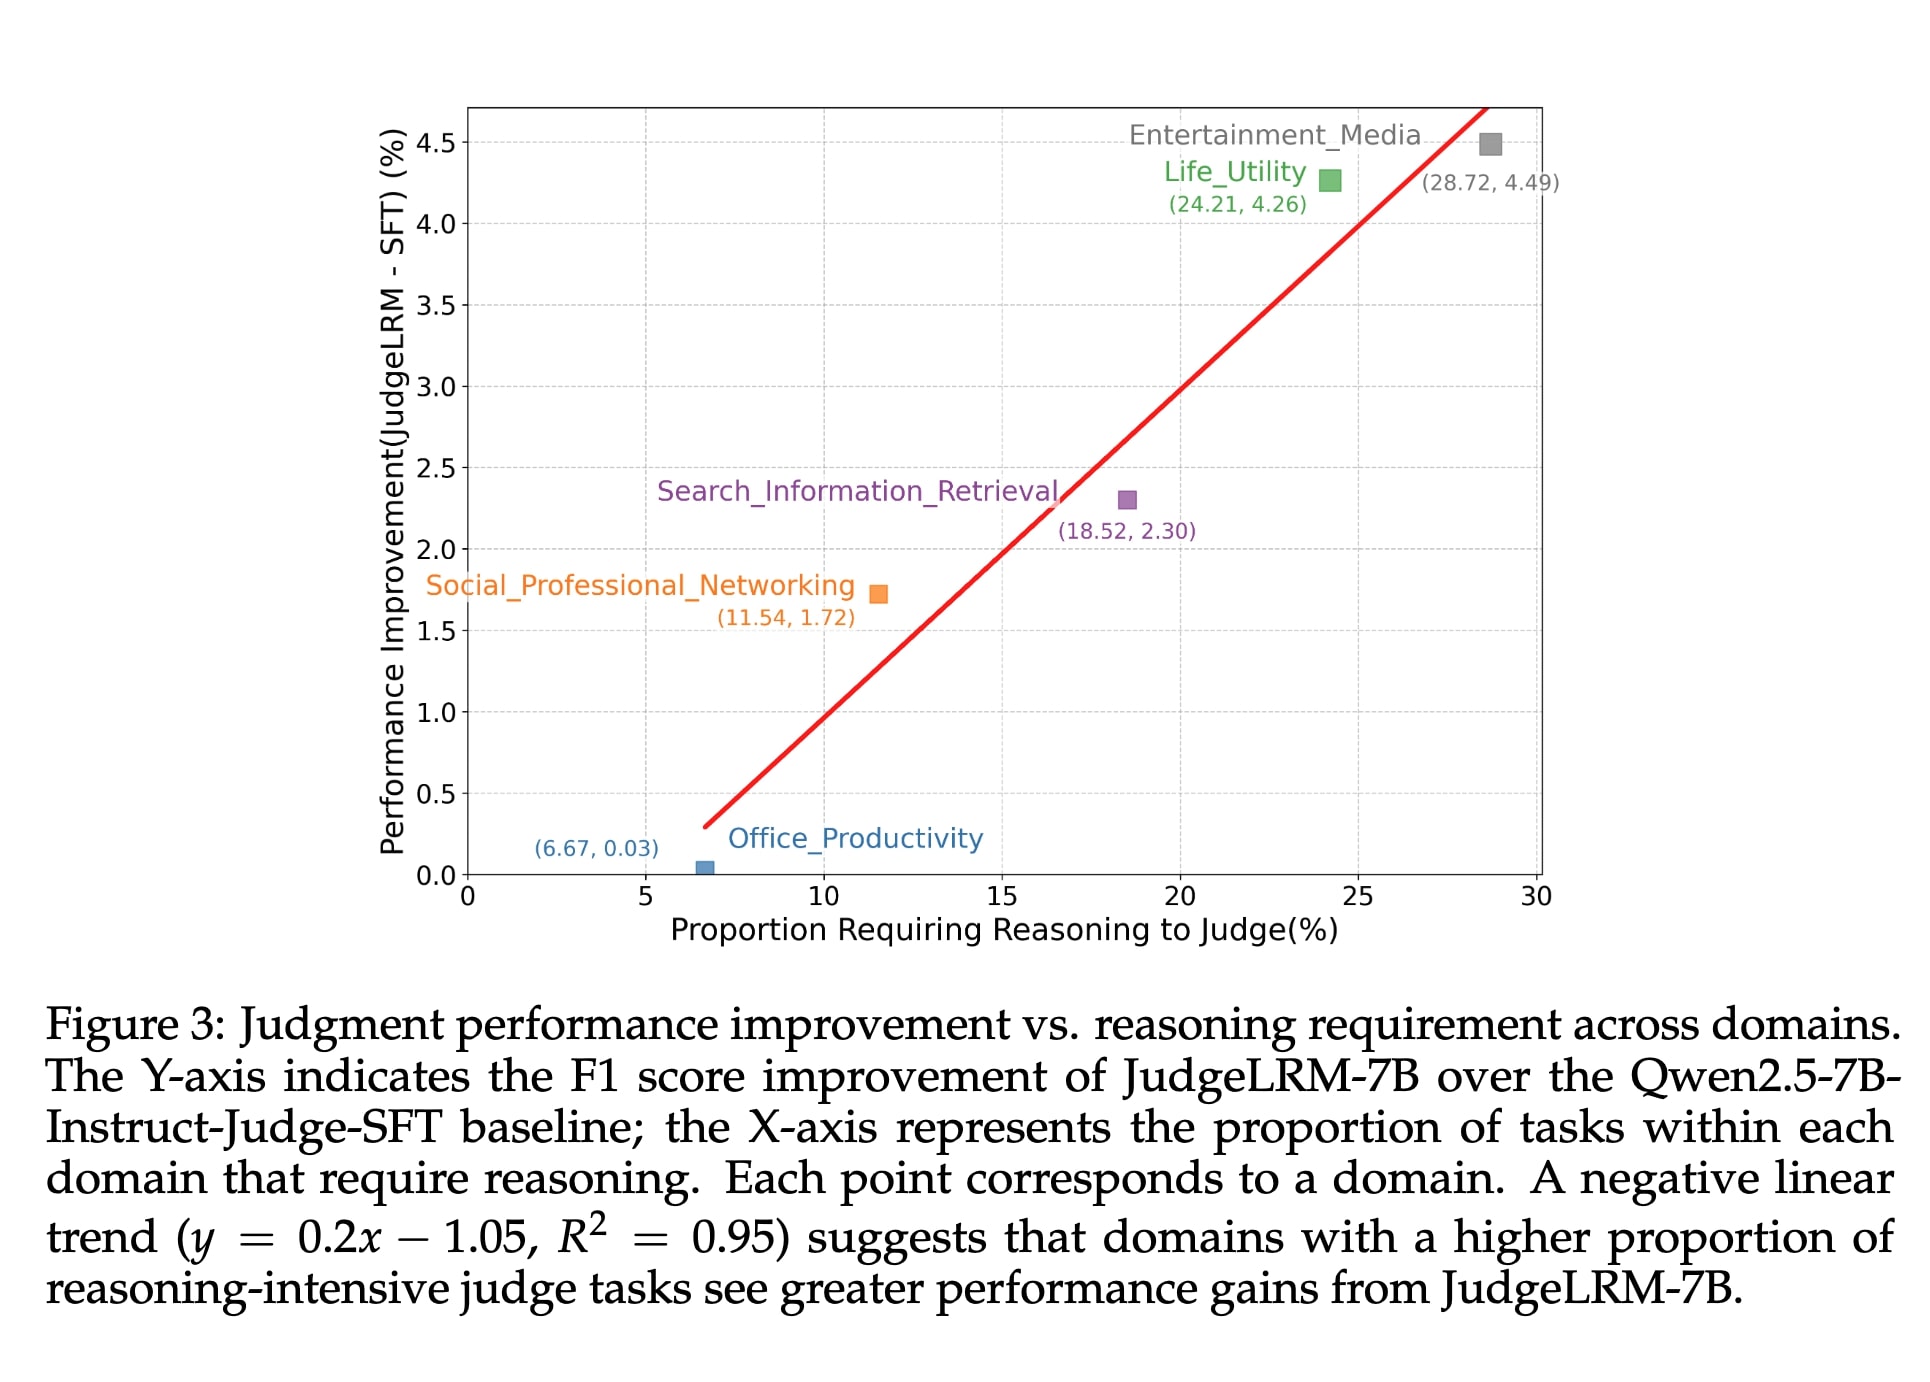 Performance Improvement(JudgeLRM - SFT) (%)
4.5
4.0
3.5
3.0
2.5
2.0
1.5
1.0
0.5
0.0
Entertainment_Media
(28.72, 4.49)
Life_Utility
(24.21, 4.26)
Search_Information_Retrieval
(18.52, 2.30)
Social_Professional_Networking
(11.54, 1.72)
Office_Productivity
(6.67, 0.03)
0 5 10 15 20 25 30
Proportion Requiring Reasoning to Judge(%)
Figure 3: Judgment performance improvement vs. reasoning requirement across domains.
The Y-axis indicates the F1 score improvement of JudgeLRM-7B over the Qwen2.5-7B-
Instruct-Judge-SFT baseline; the X-axis represents the proportion of tasks within each
domain that require reasoning. Each point corresponds to a domain. A negative linear
trend (y = 0.2x − 1.05, R² = 0.95) suggests that domains with a higher proportion of
reasoning-intensive judge tasks see greater performance gains from JudgeLRM-7B.